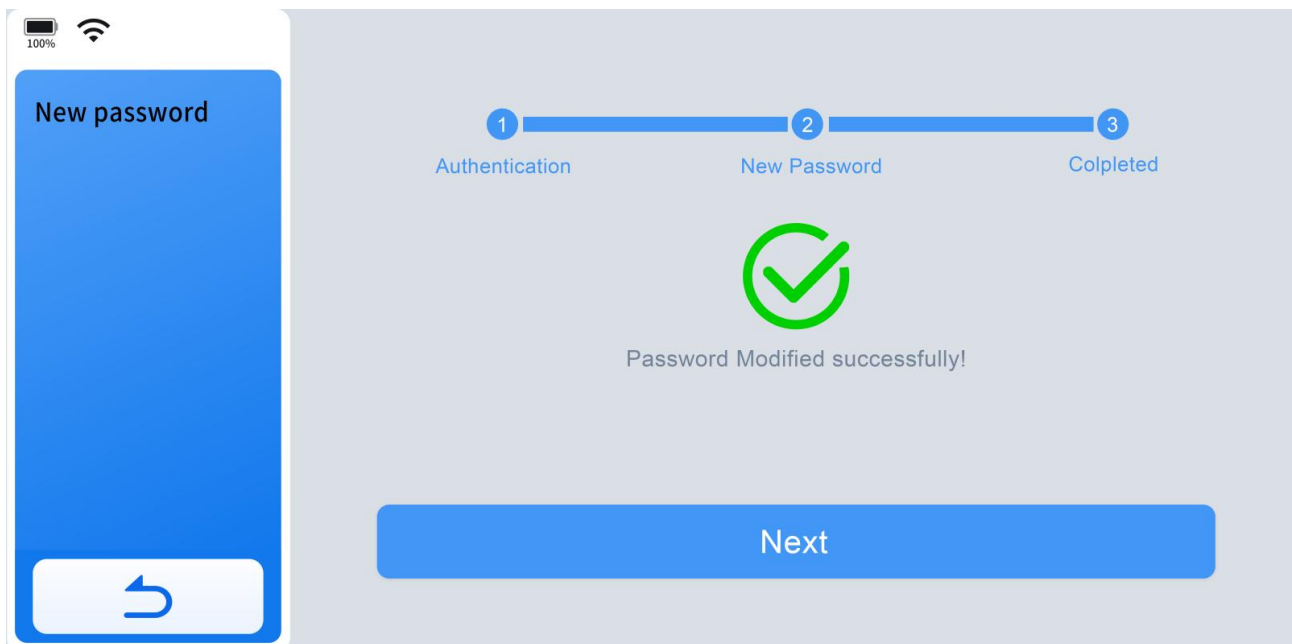 100%
New password
1
2
3
Authentication
New Password
Colpleted
Password Modified successfully!
Next